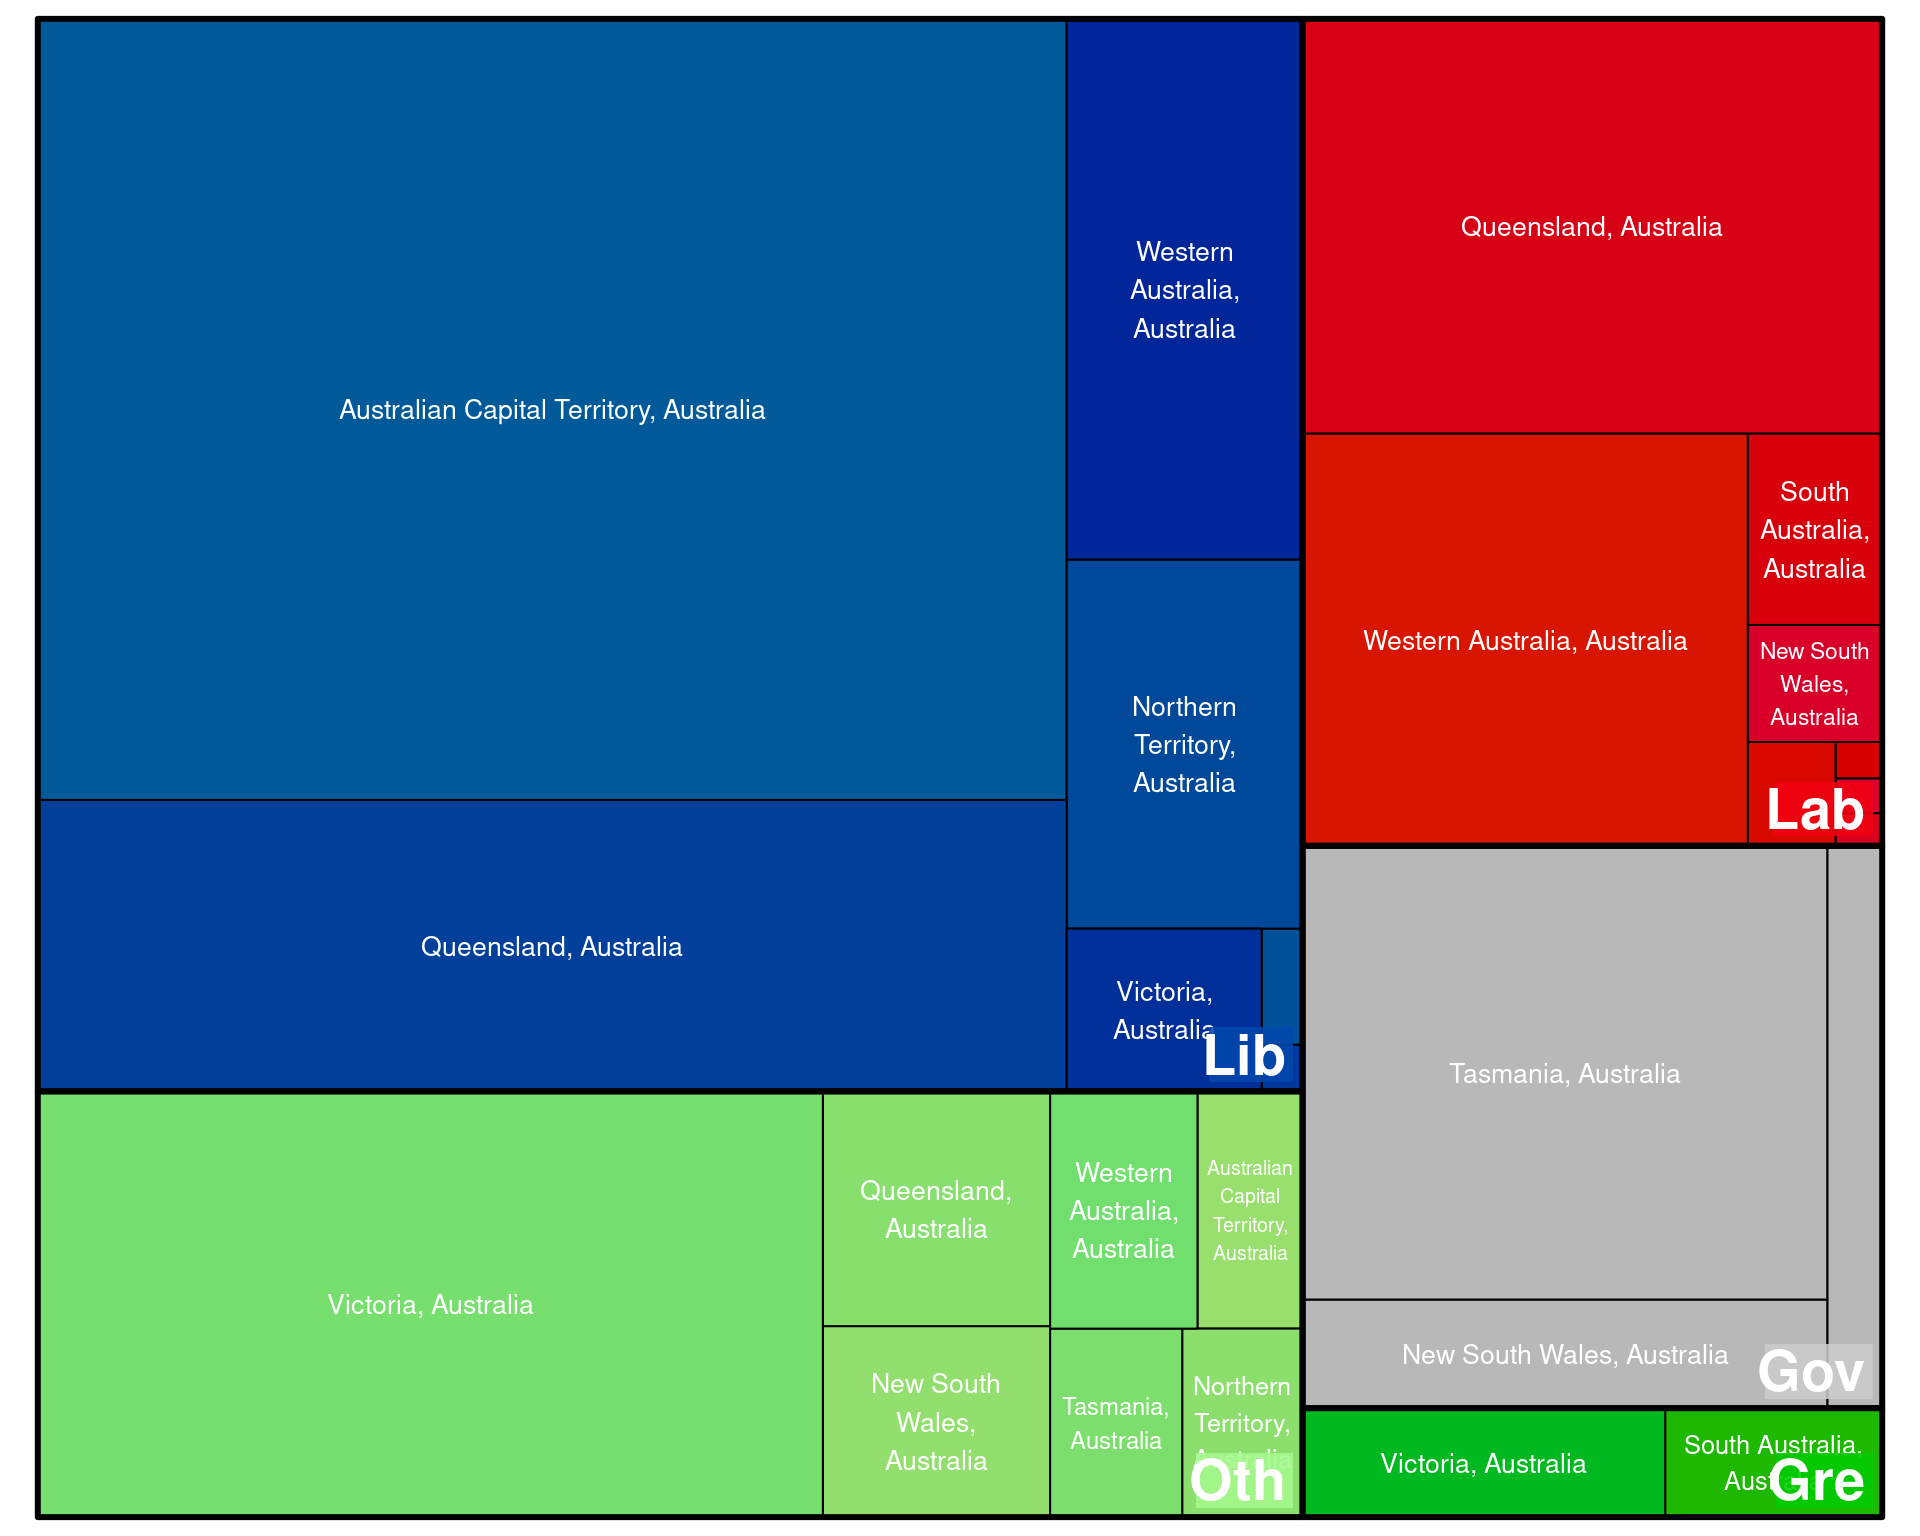 Australian Capital Territory, Australia
Western
Australia,
Australia
Queensland, Australia
Northern
Territory,
Australia
Victoria,
Australia
Lib
Queensland, Australia
Western Australia, Australia
South
Australia,
Australia
New South
Wales,
Australia
Lab
Victoria, Australia
Queensland,
Australia
New South
Wales,
Australia
Western
Australia,
Australia
Australian
Capital
Territory,
Australia
Tasmania,
Australia
Northern
Territory,
Australia
Oth
Tasmania, Australia
New South Wales, Australia
Gov
Victoria, Australia
South Australia,
Gre